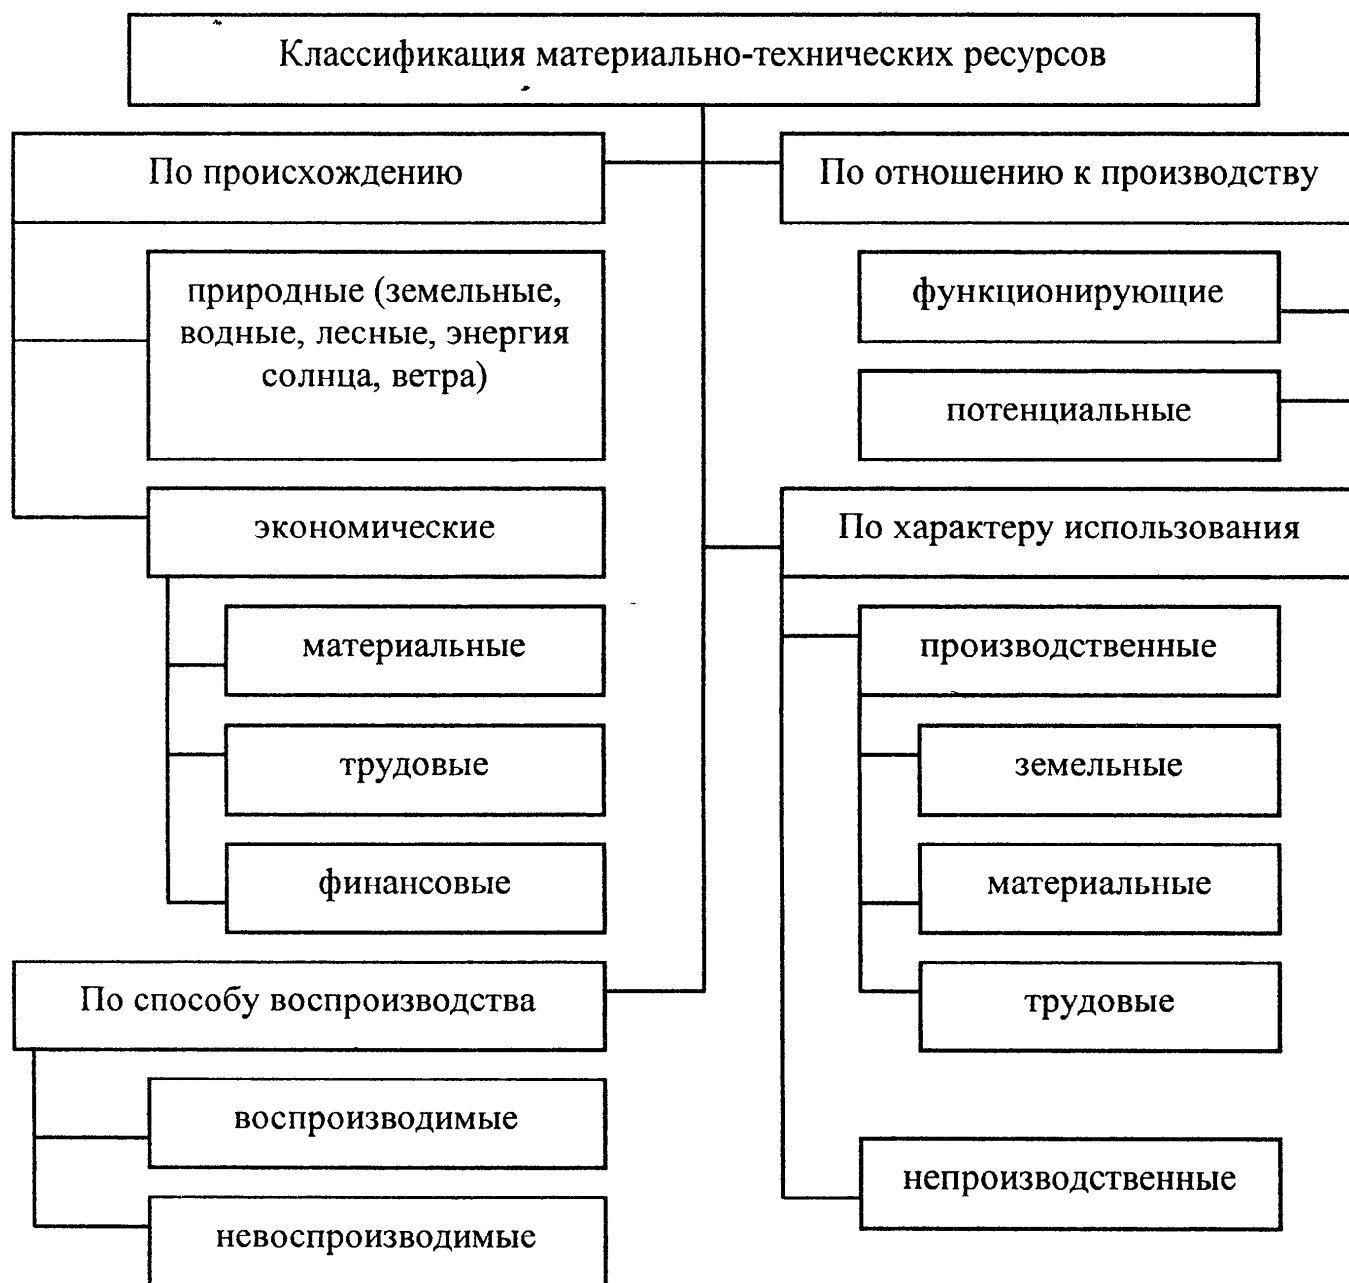 Классификация материально-технических ресурсов
По происхождению
природные (земельные,
водные, лесные, энергия
солнца, ветра)
экономические
материальные
трудовые
финансовые
По способу воспроизводства
воспроизводимые
невоспроизводимые
По отношению к производству
функционирующие
потенциальные
По характеру использования
производственные
земельные
материальные
трудовые
непроизводственные